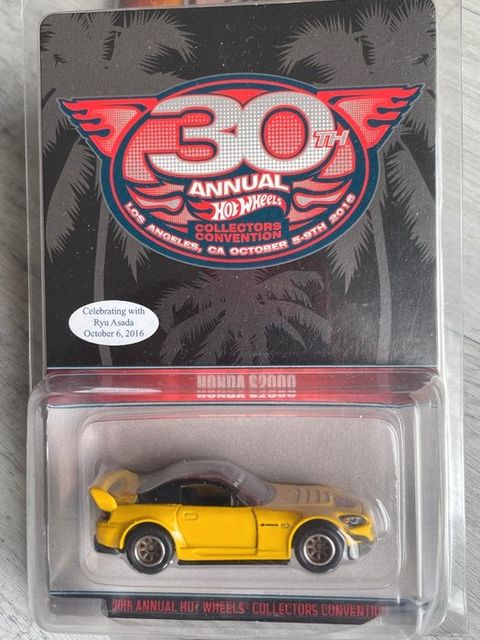 30TH
ANNUAL
Hot Wheels
COLLECTORS
CONVENTION
LOS ANGELES, CA OCTOBER 5-9TH 2016
Celebrating with
Ryu Asada
October 6, 2016
HONDA S2000
30th ANNUAL HOT WHEELS COLLECTORS CONVENTIO